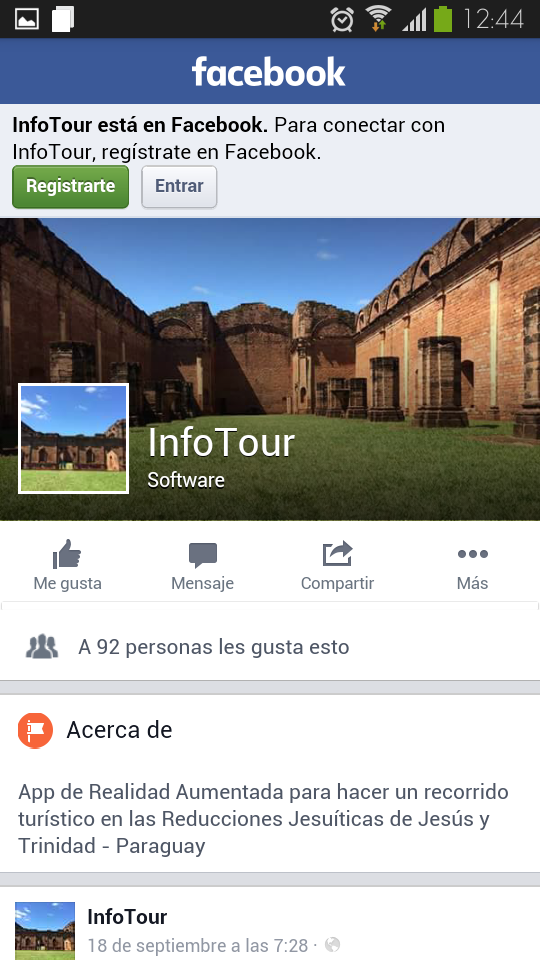 12:44
facebook
InfoTour está en Facebook. Para conectar con
InfoTour, regístrate en Facebook.
Registrarte
Entrar
InfoTour
Software
Me gusta
Mensaje
Compartir
Más
A 92 personas les gusta esto
Acerca de
App de Realidad Aumentada para hacer un recorrido
turístico en las Reducciones Jesuíticas de Jesús y
Trinidad - Paraguay
InfoTour
18 de septiembre a las 7:28 ·